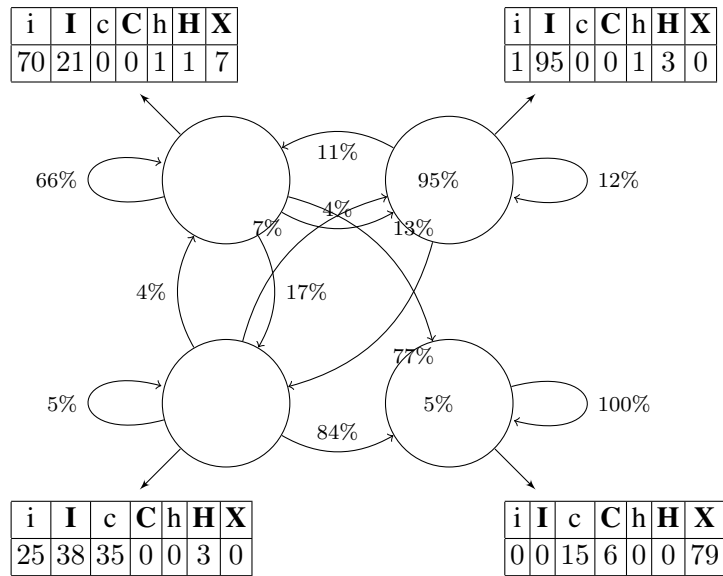 i I c C h H X
70 21 0 0 1 1 7
i I c C h H X
1 95 0 0 1 3 0
11%
66%
95%
12%
4%
7%
13%
4%
17%
77%
5%
5%
100%
84%
i I c C h H X
25 38 35 0 0 3 0
i I c C h H X
0 0 15 6 0 0 79